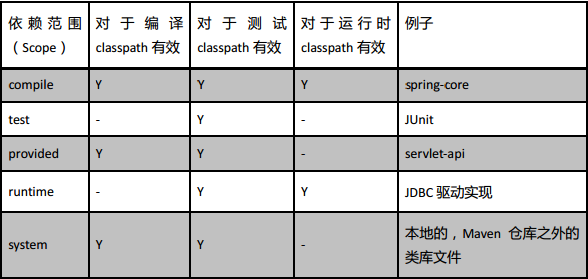 依赖范围 对于编译 对于测试 对于运行时 例子
（Scope） classpath 有效 classpath 有效 classpath 有效
compile Y Y Y spring-core
test - Y - JUnit
provided Y Y - servlet-api
runtime - Y Y JDBC 驱动实现
system Y Y - 本地的，Maven 仓库之外的
类库文件